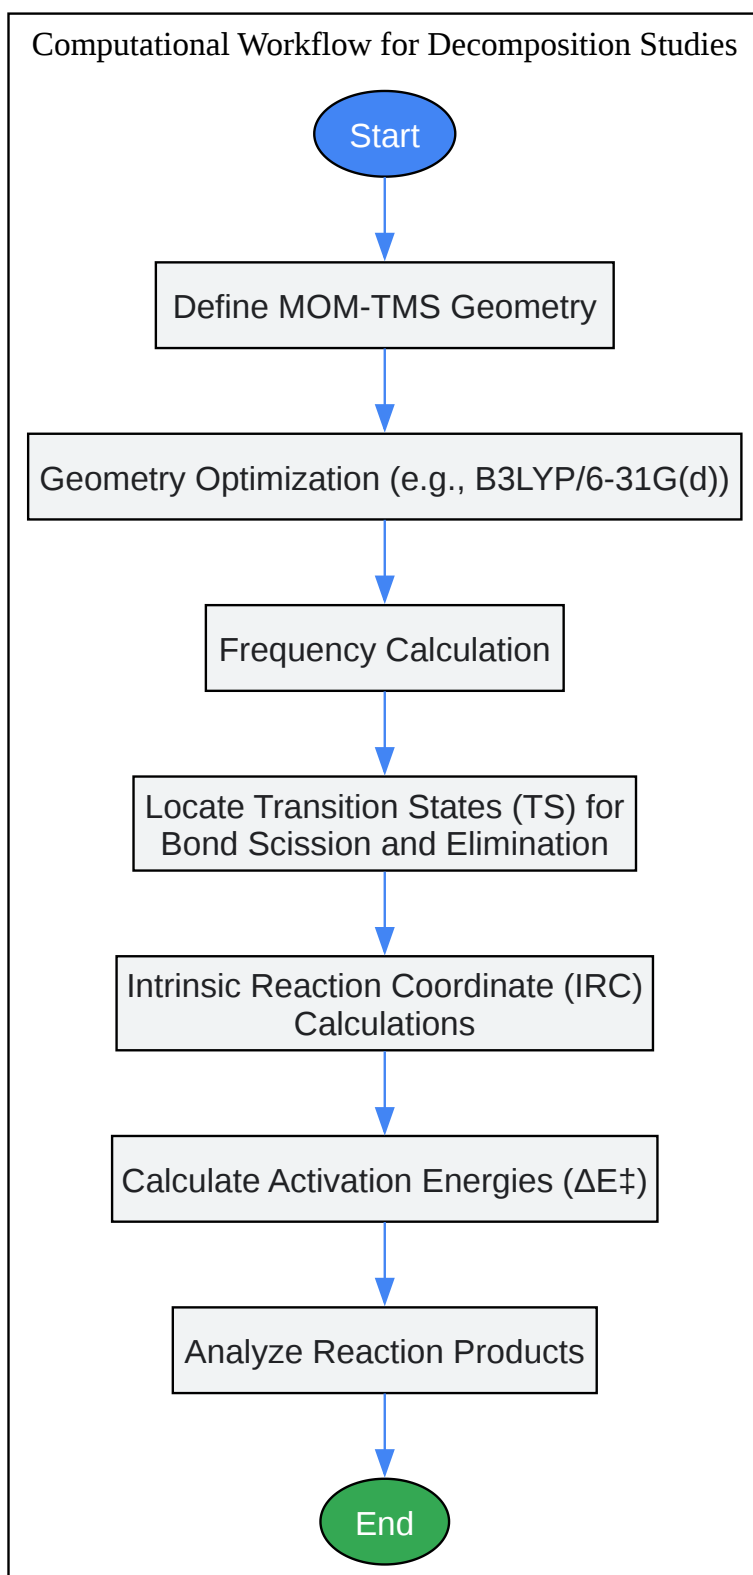 Computational Workflow for Decomposition Studies
Start
Define MOM-TMS Geometry
Geometry Optimization (e.g., B3LYP/6-31G(d))
Frequency Calculation
Locate Transition States (TS) for
Bond Scission and Elimination
Intrinsic Reaction Coordinate (IRC)
Calculations
Calculate Activation Energies (ΔE‡)
Analyze Reaction Products
End